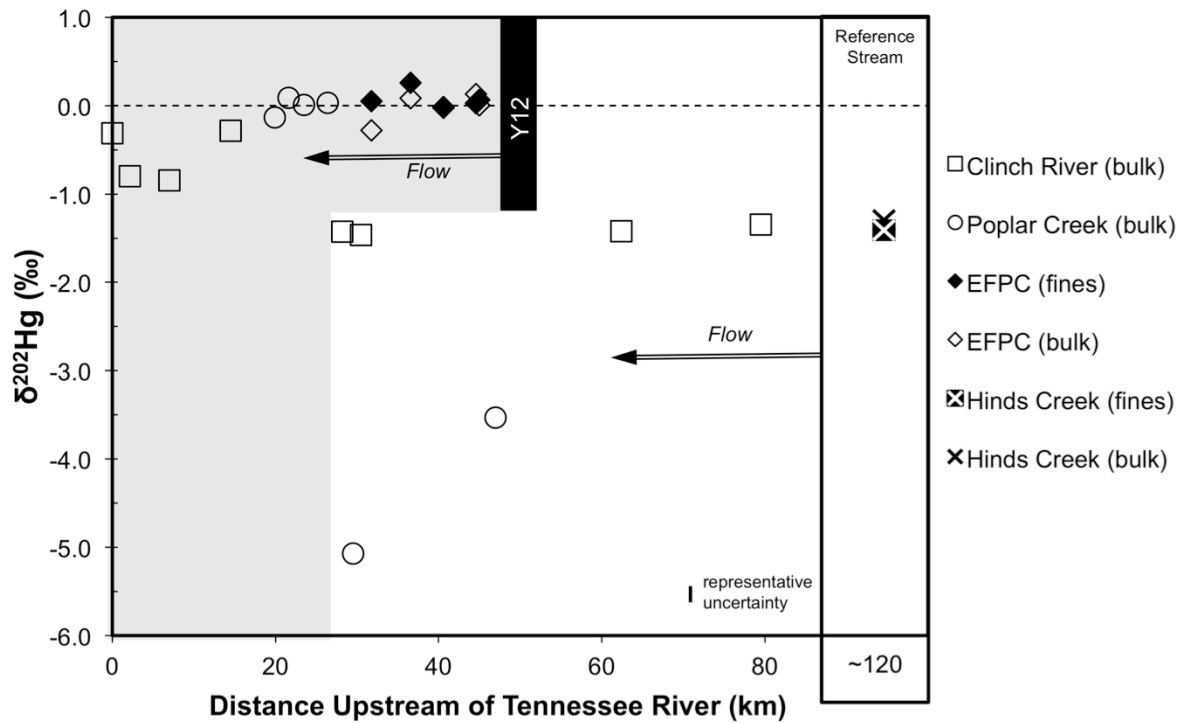 1.0
0.0
-1.0
-2.0
-3.0
-4.0
-5.0
-6.0
δ²⁰²Hg (‰)
Y12
Flow
Flow
Reference
Stream
representative
uncertainty
0
20
40
60
80
~120
Distance Upstream of Tennessee River (km)
Clinch River (bulk)
Poplar Creek (bulk)
EFPC (fines)
EFPC (bulk)
Hinds Creek (fines)
Hinds Creek (bulk)